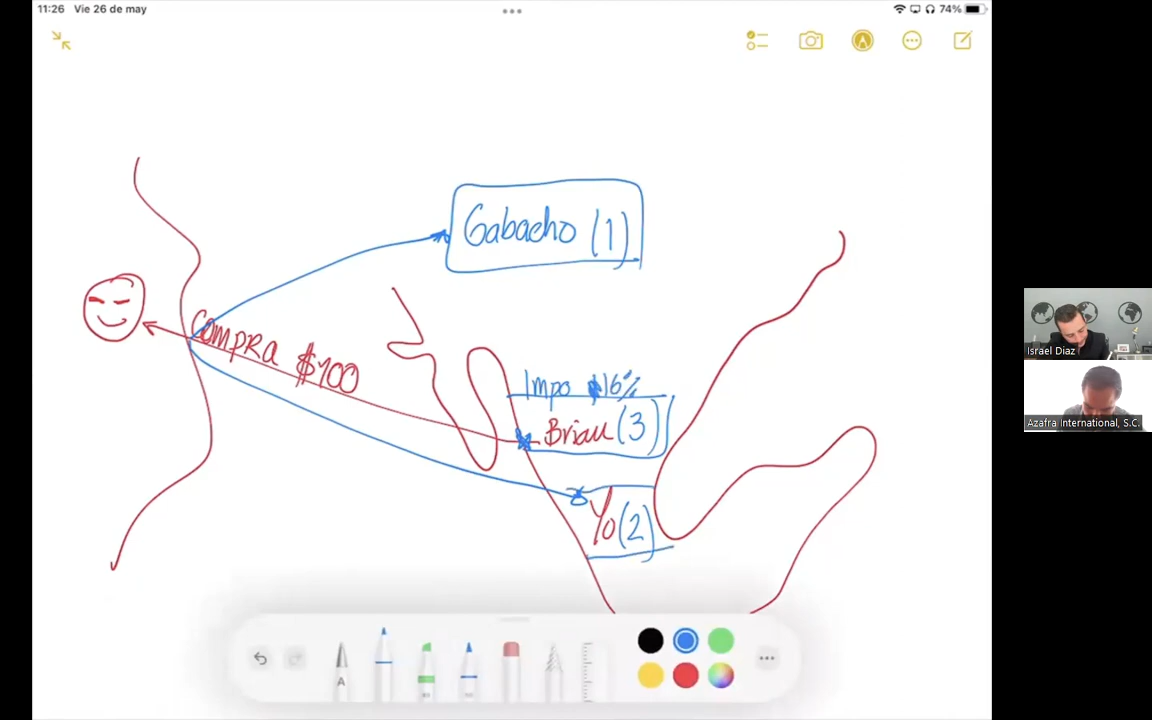 11:26 Vie 26 de may
74%
Gabacho (1)
Compra $100
Impo 16%
Brian (3)
Yo (2)
Israel Diaz
Azafra International, S.C.